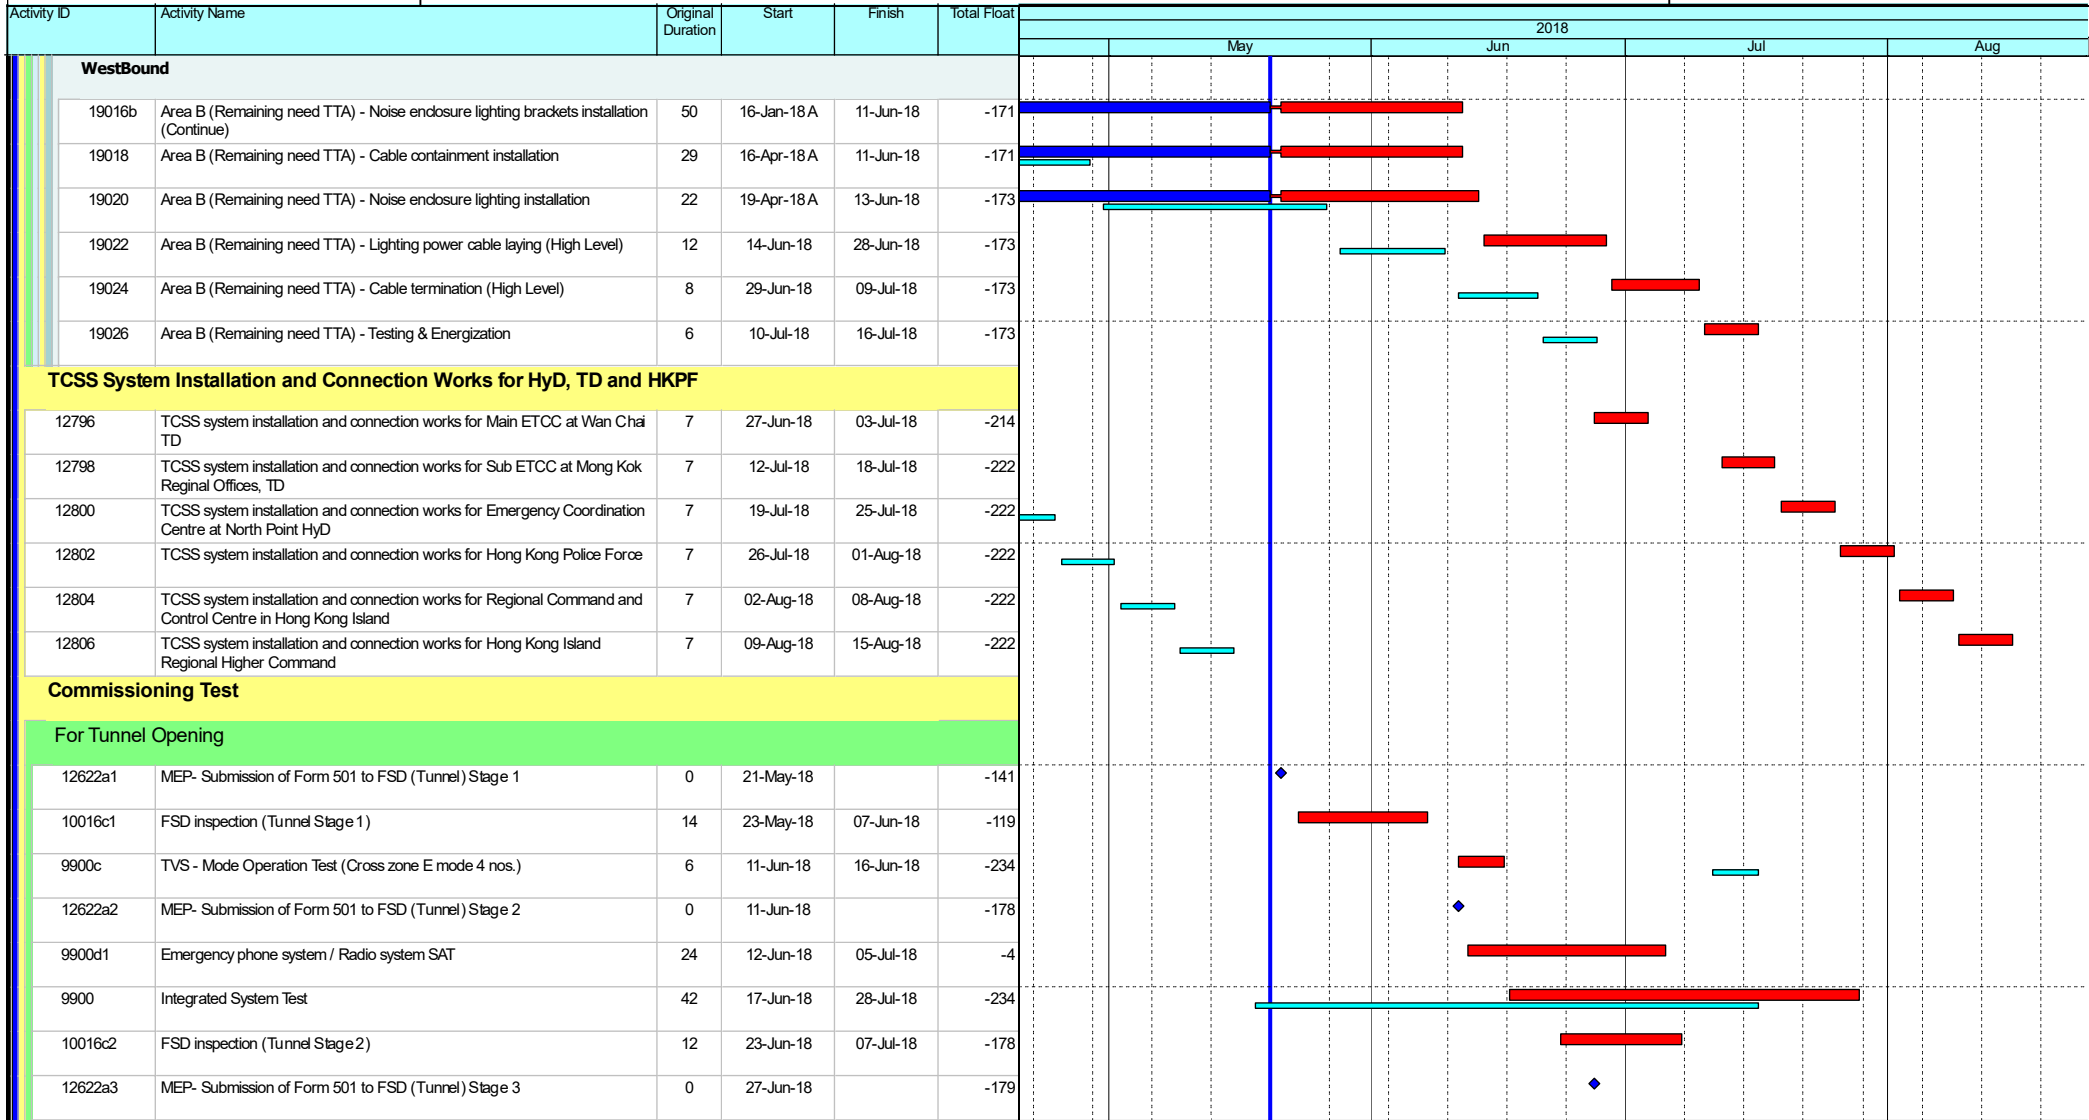 Activity ID Activity Name Original Start Finish Total Float
Duration
2018
May Jun Jul Aug
WestBound
19016b Area B (Remaining need TTA) - Noise enclosure lighting brackets installation 50 16-Jan-18 A 11-Jun-18 -171
(Continue)
19018 Area B (Remaining need TTA) - Cable containment installation 29 16-Apr-18 A 11-Jun-18 -171
19020 Area B (Remaining need TTA) - Noise enclosure lighting installation 22 19-Apr-18 A 13-Jun-18 -173
19022 Area B (Remaining need TTA) - Lighting power cable laying (High Level) 12 14-Jun-18 28-Jun-18 -173
19024 Area B (Remaining need TTA) - Cable termination (High Level) 8 29-Jun-18 09-Jul-18 -173
19026 Area B (Remaining need TTA) - Testing & Energization 6 10-Jul-18 16-Jul-18 -173
TCSS System Installation and Connection Works for HyD, TD and HKPF
12796 TCSS system installation and connection works for Main ETCC at Wan Chai 7 27-Jun-18 03-Jul-18 -214
TD
12798 TCSS system installation and connection works for Sub ETCC at Mong Kok 7 12-Jul-18 18-Jul-18 -222
Reginal Offices, TD
12800 TCSS system installation and connection works for Emergency Coordination 7 19-Jul-18 25-Jul-18 -222
Centre at North Point HyD
12802 TCSS system installation and connection works for Hong Kong Police Force 7 26-Jul-18 01-Aug-18 -222
12804 TCSS system installation and connection works for Regional Command and 7 02-Aug-18 08-Aug-18 -222
Control Centre in Hong Kong Island
12806 TCSS system installation and connection works for Hong Kong Island 7 09-Aug-18 15-Aug-18 -222
Regional Higher Command
Commissioning Test
For Tunnel Opening
12622a1 MEP- Submission of Form 501 to FSD (Tunnel) Stage 1 0 21-May-18 -141
10016c1 FSD inspection (Tunnel Stage 1) 14 23-May-18 07-Jun-18 -119
9900c TVS - Mode Operation Test (Cross zone E mode 4 nos.) 6 11-Jun-18 16-Jun-18 -234
12622a2 MEP- Submission of Form 501 to FSD (Tunnel) Stage 2 0 11-Jun-18 -178
9900d1 Emergency phone system / Radio system SAT 24 12-Jun-18 05-Jul-18 -4
9900 Integrated System Test 42 17-Jun-18 28-Jul-18 -234
10016c2 FSD inspection (Tunnel Stage 2) 12 23-Jun-18 07-Jul-18 -178
12622a3 MEP- Submission of Form 501 to FSD (Tunnel) Stage 3 0 27-Jun-18 -179